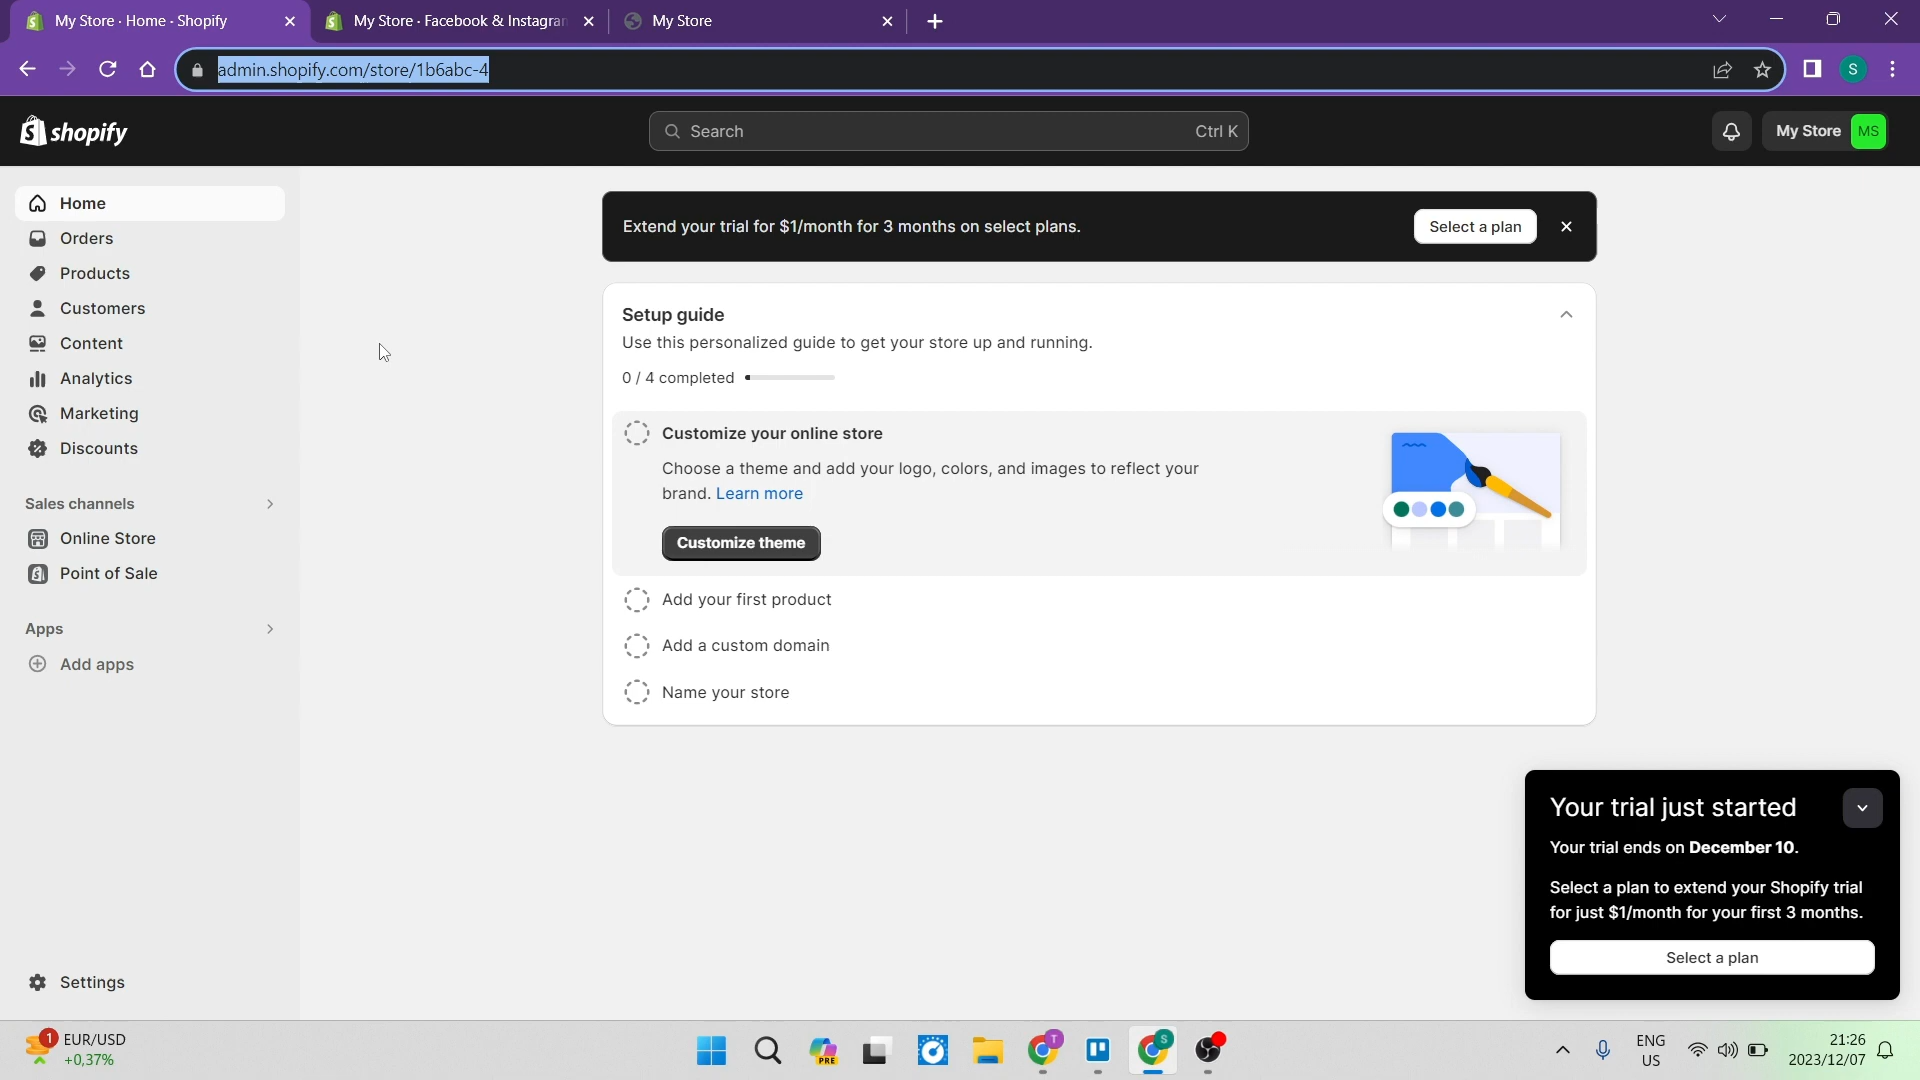 My Store · Home · Shopify
My Store · Facebook & Instagram
My Store
admin.shopify.com/store/1b6abc-4
S
shopify
Search
Ctrl K
My Store
MS
Home
Orders
Products
Customers
Content
Analytics
Marketing
Discounts
Sales channels
Online Store
Point of Sale
Apps
Add apps
Settings
Extend your trial for $1/month for 3 months on select plans.
Select a plan
Setup guide
Use this personalized guide to get your store up and running.
0 / 4 completed
Customize your online store
Choose a theme and add your logo, colors, and images to reflect your
brand. Learn more
Customize theme
Add your first product
Add a custom domain
Name your store
Your trial just started
Your trial ends on December 10.
Select a plan to extend your Shopify trial
for just $1/month for your first 3 months.
Select a plan
1
EUR/USD
+0,37%
PRE
T
S
ENG
US
21:26
2023/12/07